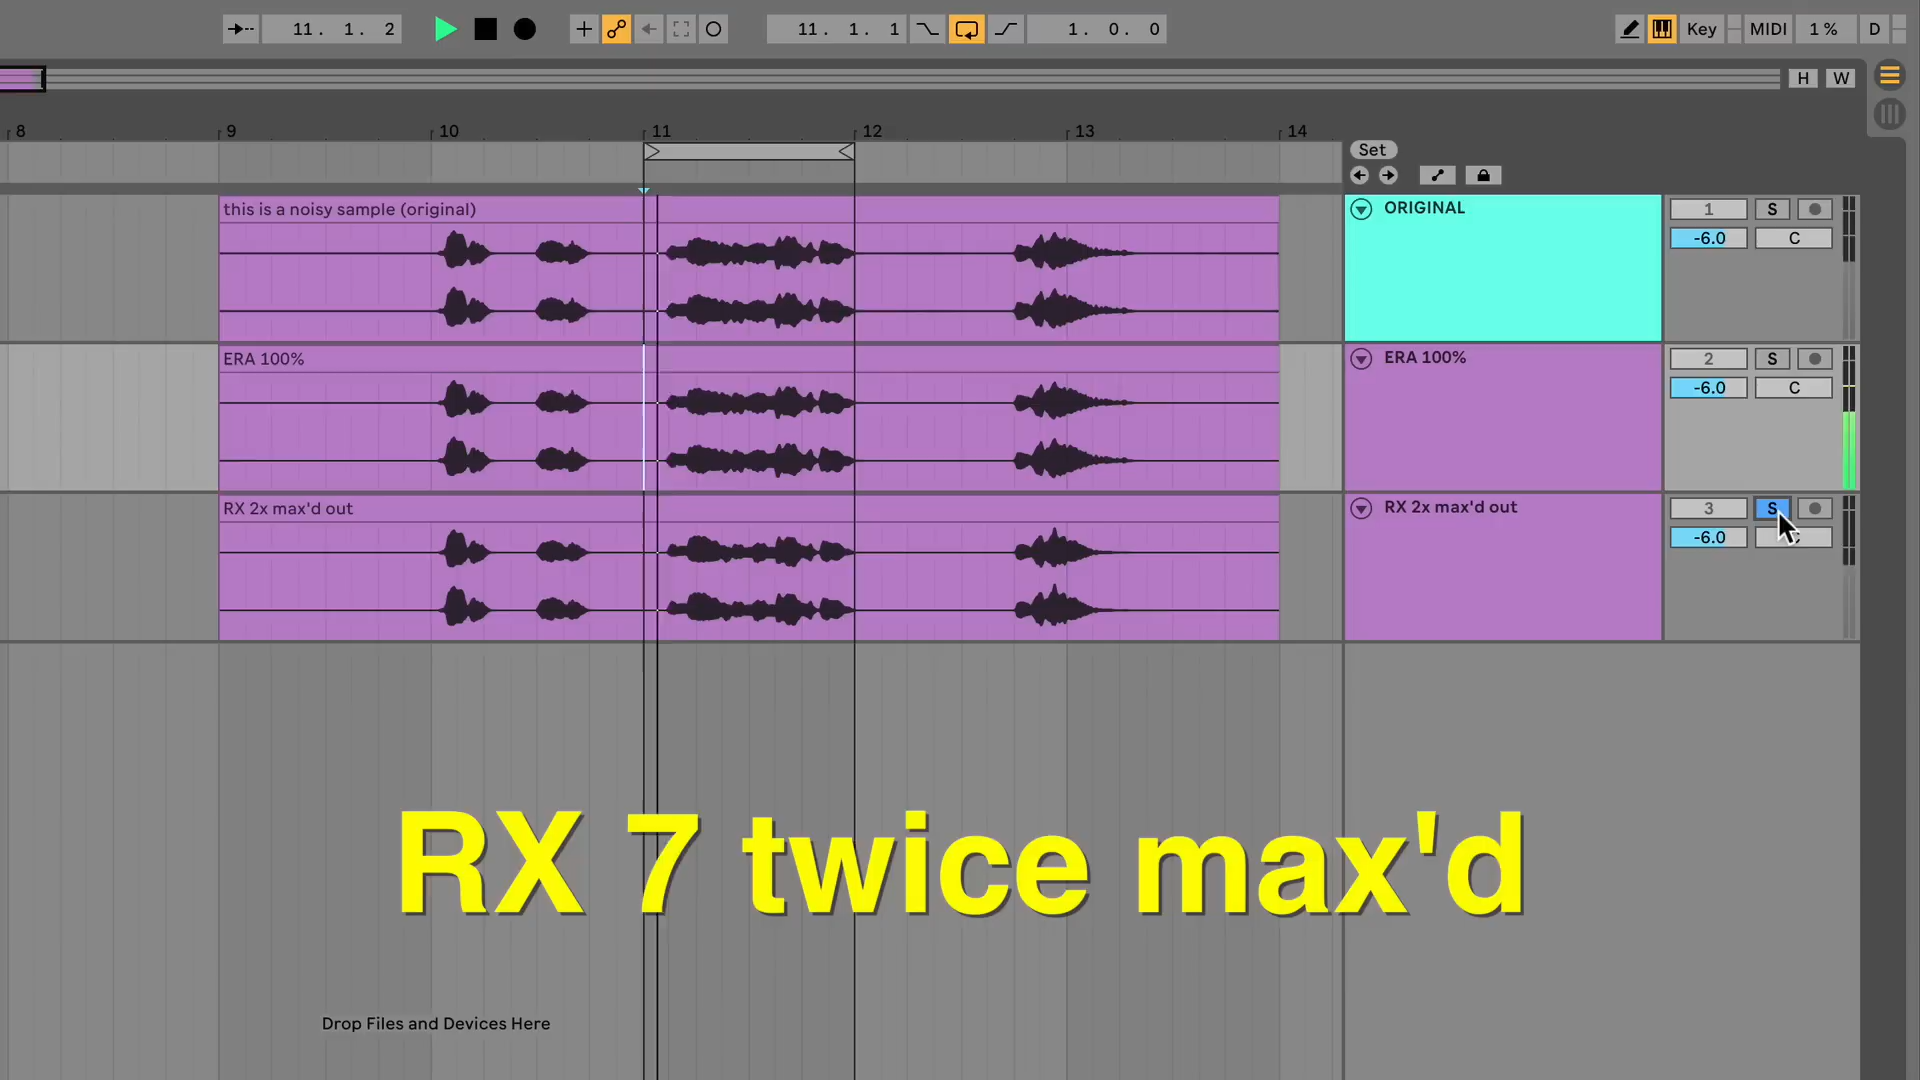 11. 1. 2
11. 1. 1
1. 0. 0
Key
MIDI
1 %
D
H
W
8
9
10
11
12
13
14
Set
this is a noisy sample (original)
ORIGINAL
1
S
-6.0
C
ERA 100%
ERA 100%
2
S
-6.0
C
RX 2x max'd out
RX 2x max'd out
3
S
-6.0
RX 7 twice max'd
Drop Files and Devices Here